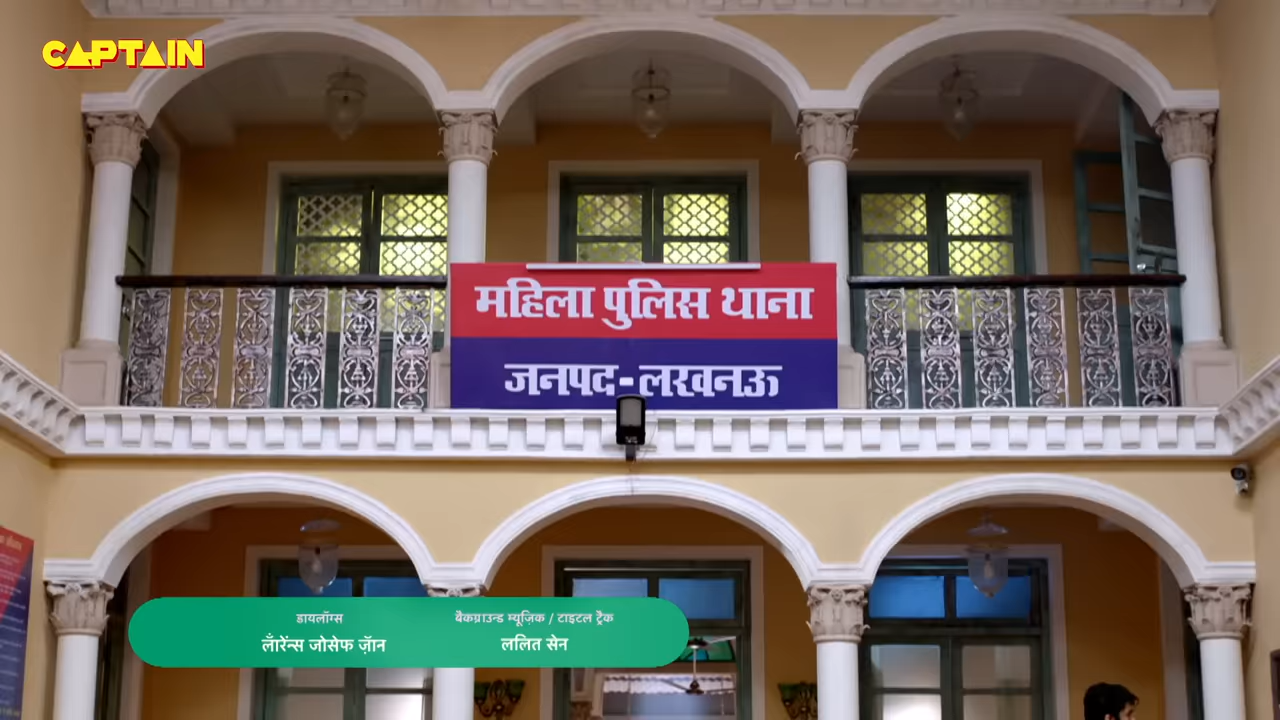 CAPTAIN
महिला पुलिस थाना
जनपद-लखनऊ
डायलॉग्स
लॉरेंन्स जोसेफ जॉ़न
बैकग्राउन्ड म्यूज़िक / टाइटल ट्रैक
ललित सेन